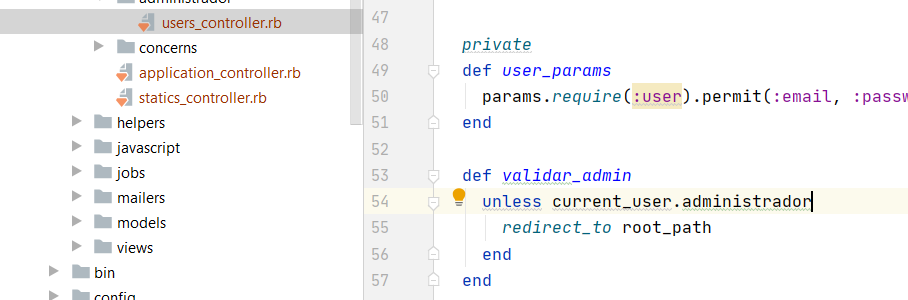 administrador
users_controller.rb
concerns
application_controller.rb
statics_controller.rb
helpers
javascript
jobs
mailers
models
views
bin
config
47
48 private
49 def user_params
50 params.require(:user).permit(:email, :passw
51 end
52
53 def validar_admin
54 unless current_user.administrador
55 redirect_to root_path
56 end
57 end